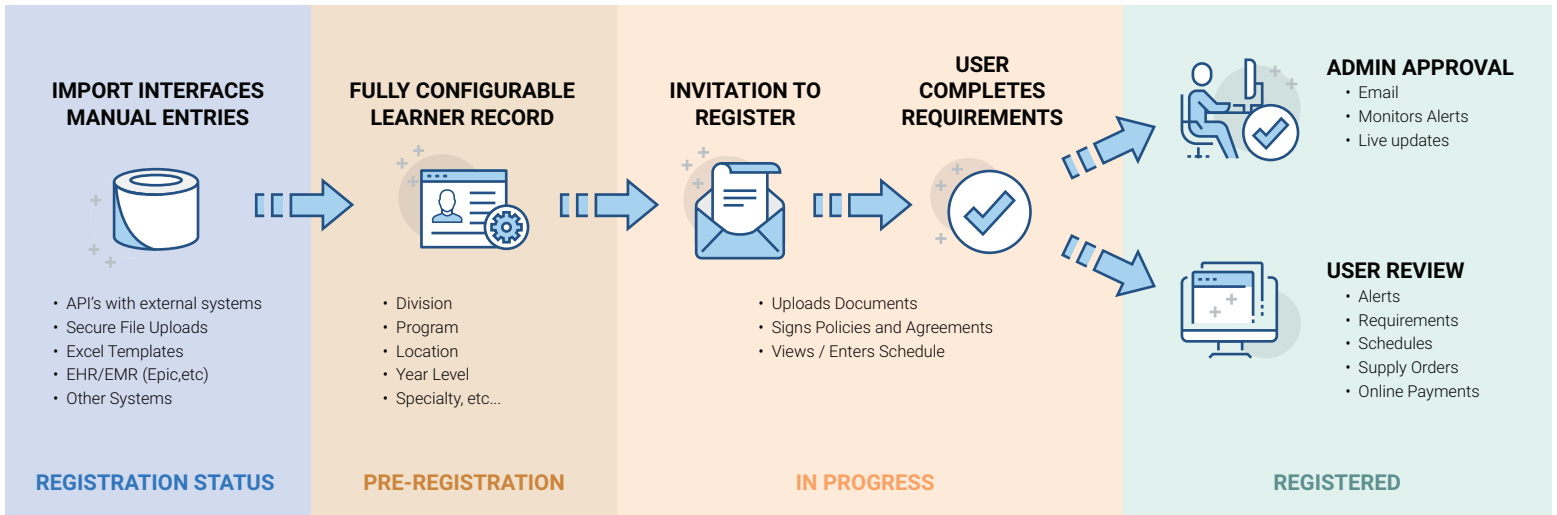 IMPORT INTERFACES
MANUAL ENTRIES
• API's with external systems
• Secure File Uploads
• Excel Templates
• EHR/EMR (Epic,etc)
• Other Systems
REGISTRATION STATUS
FULLY CONFIGURABLE
LEARNER RECORD
• Division
• Program
• Location
• Year Level
• Specialty, etc...
PRE-REGISTRATION
INVITATION TO
REGISTER
USER
COMPLETES
REQUIREMENTS
• Uploads Documents
• Signs Policies and Agreements
• Views / Enters Schedule
IN PROGRESS
ADMIN APPROVAL
• Email
• Monitors Alerts
• Live updates
USER REVIEW
• Alerts
• Requirements
• Schedules
• Supply Orders
• Online Payments
REGISTERED